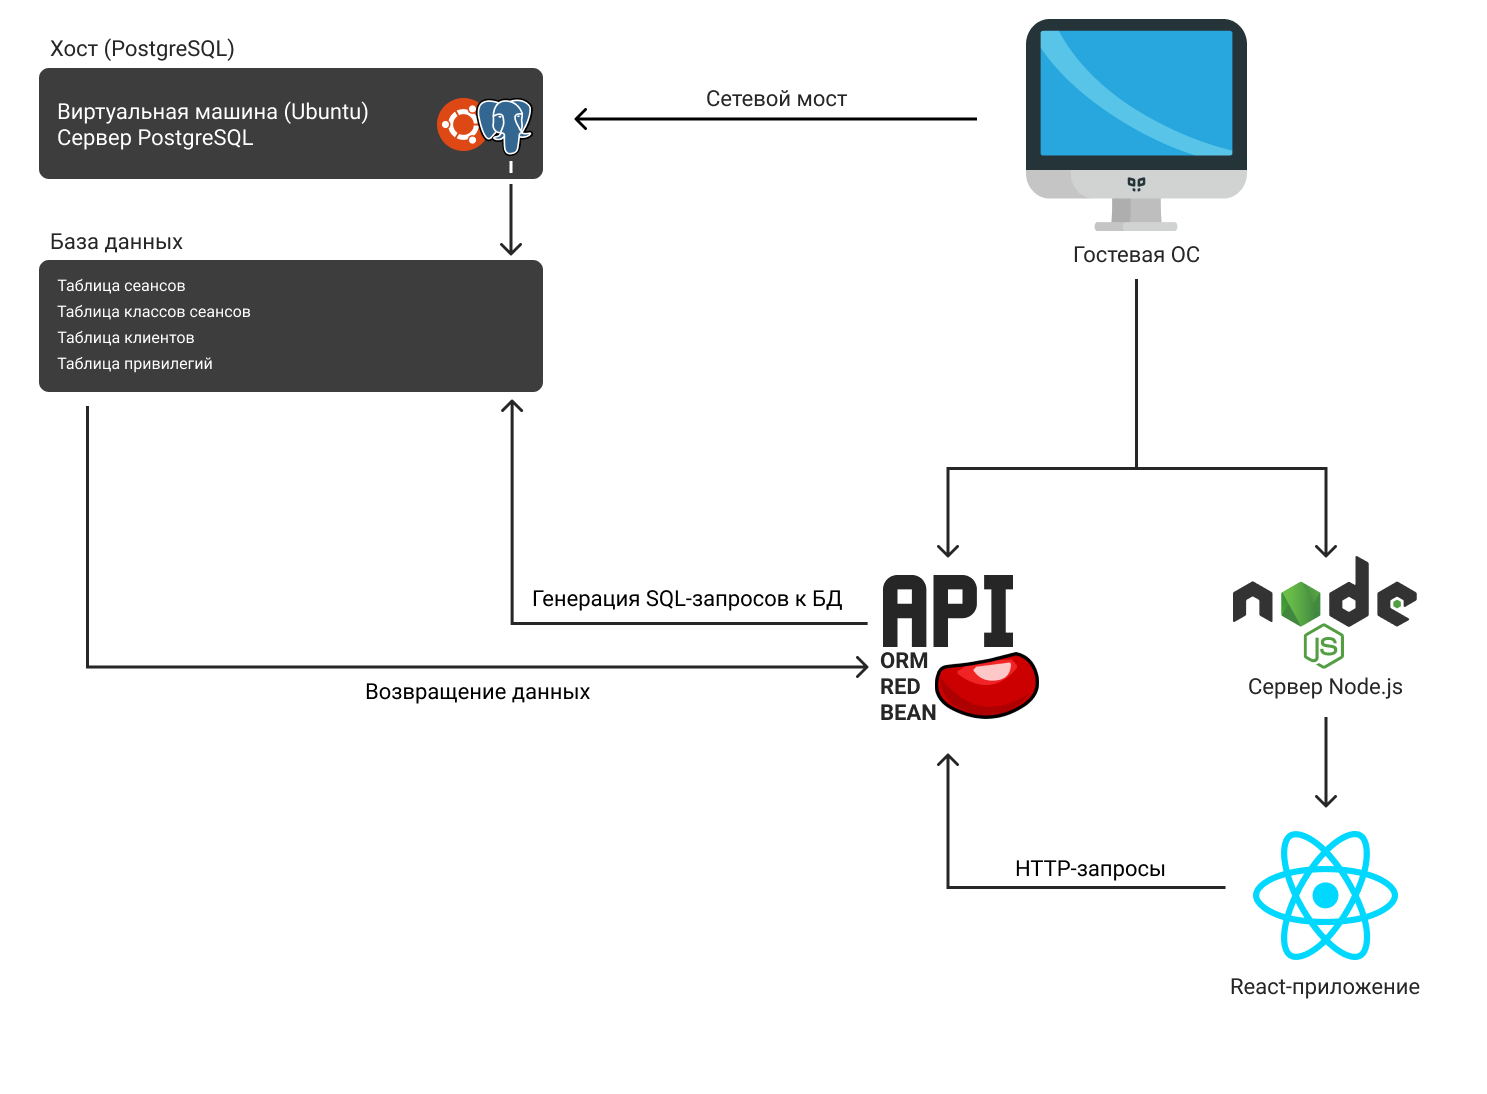 Хост (PostgreSQL)
Виртуальная машина (Ubuntu)
Сервер PostgreSQL
Сетевой мост
Гостевая ОС
База данных
Таблица сеансов
Таблица классов сеансов
Таблица клиентов
Таблица привилегий
Генерация SQL-запросов к БД
Возвращение данных
API
ORM
RED
BEAN
node
JS
Сервер Node.js
HTTP-запросы
React-приложение